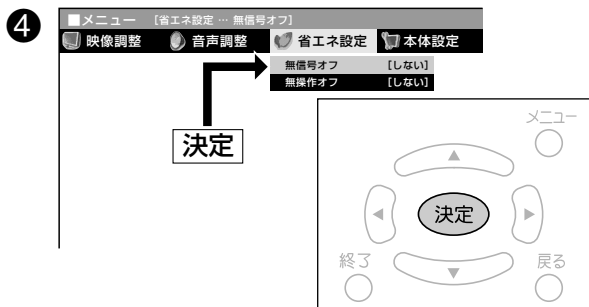 ❹
■メニュー [省エネ設定 … 無信号オフ]
映像調整 音声調整 省エネ設定 本体設定
無信号オフ [しない]
無操作オフ [しない]
決定
メニュー
決定
終了 戻る